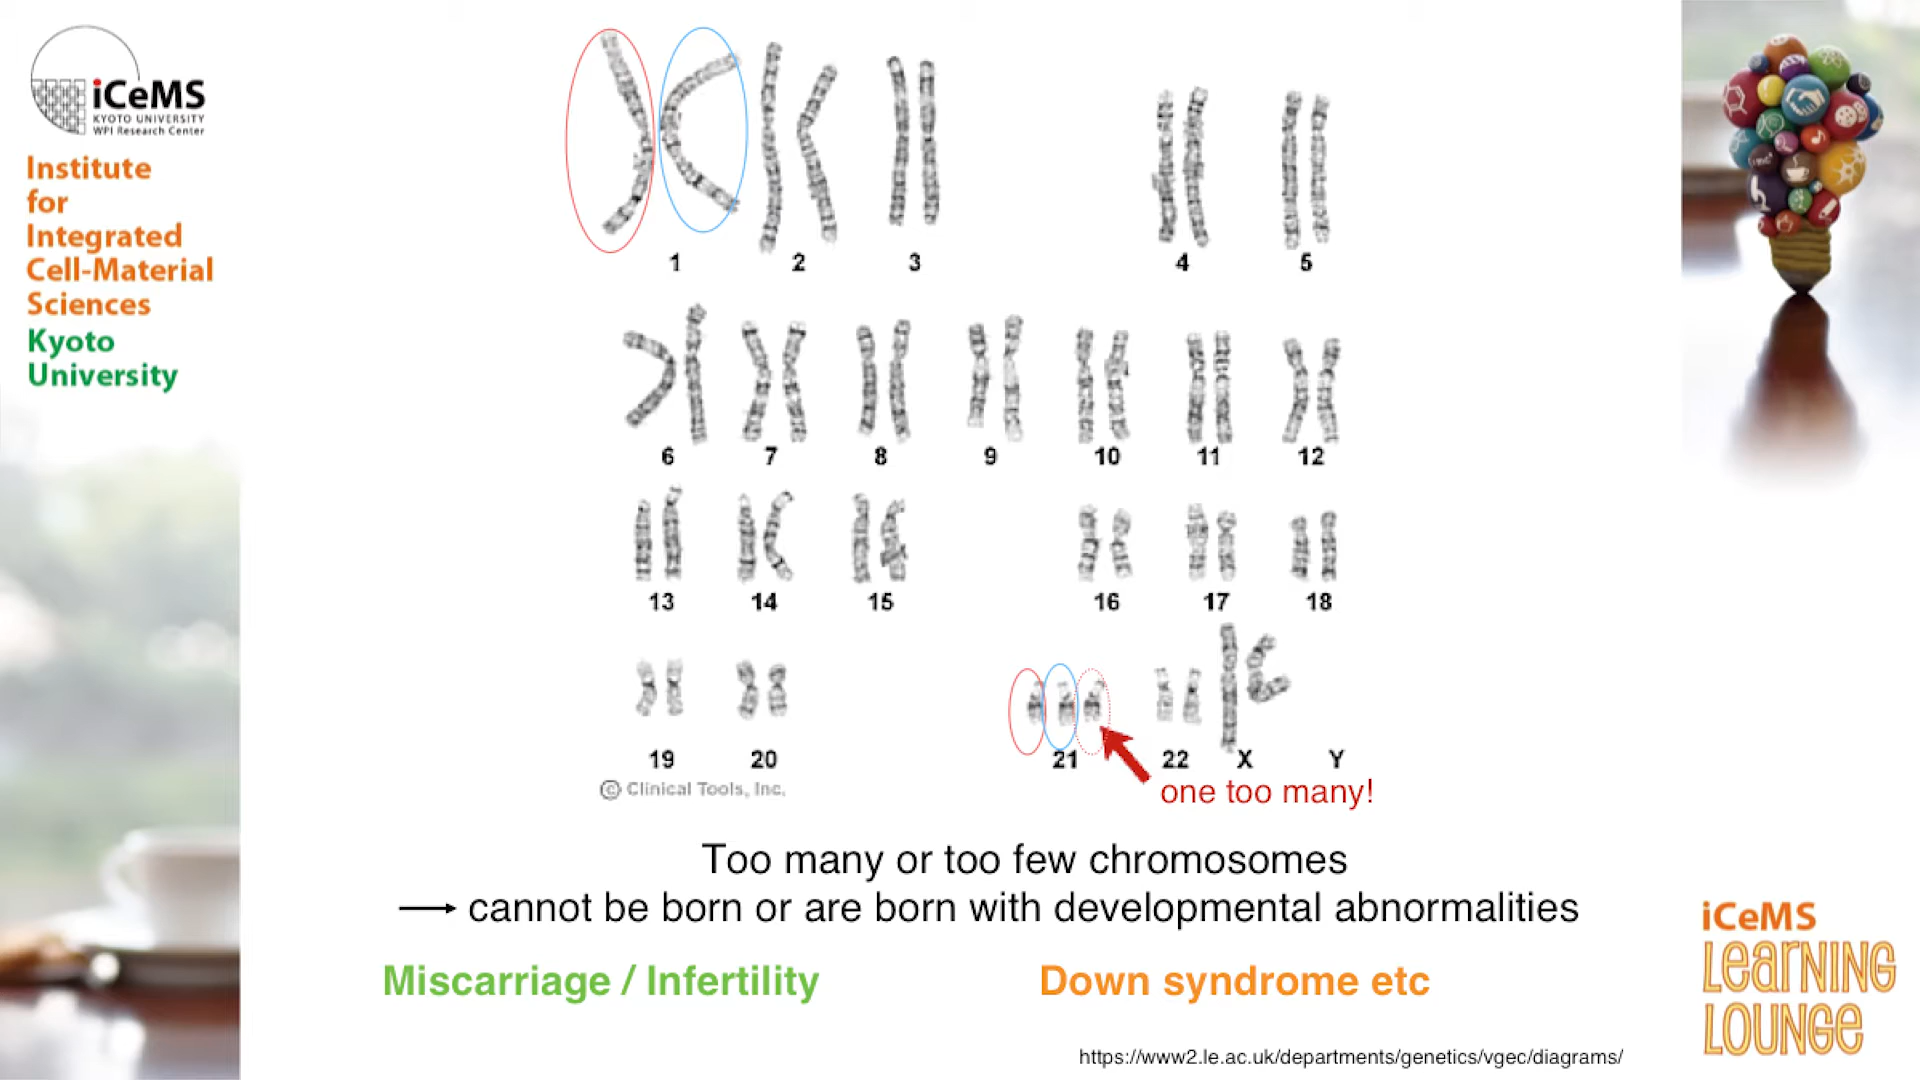 iCeMS
KYOTO UNIVERSITY
WPI Research Center
Institute
for
Integrated
Cell-Material
Sciences
Kyoto
University
1 2 3 4 5
6 7 8 9 10 11 12
13 14 15 16 17 18
19 20 21 22 X Y
© Clinical Tools, Inc.
one too many!
Too many or too few chromosomes
→ cannot be born or are born with developmental abnormalities
Miscarriage / Infertility
Down syndrome etc
https://www2.le.ac.uk/departments/genetics/vgec/diagrams/
iCeMS
LEARNING
LOUNGE